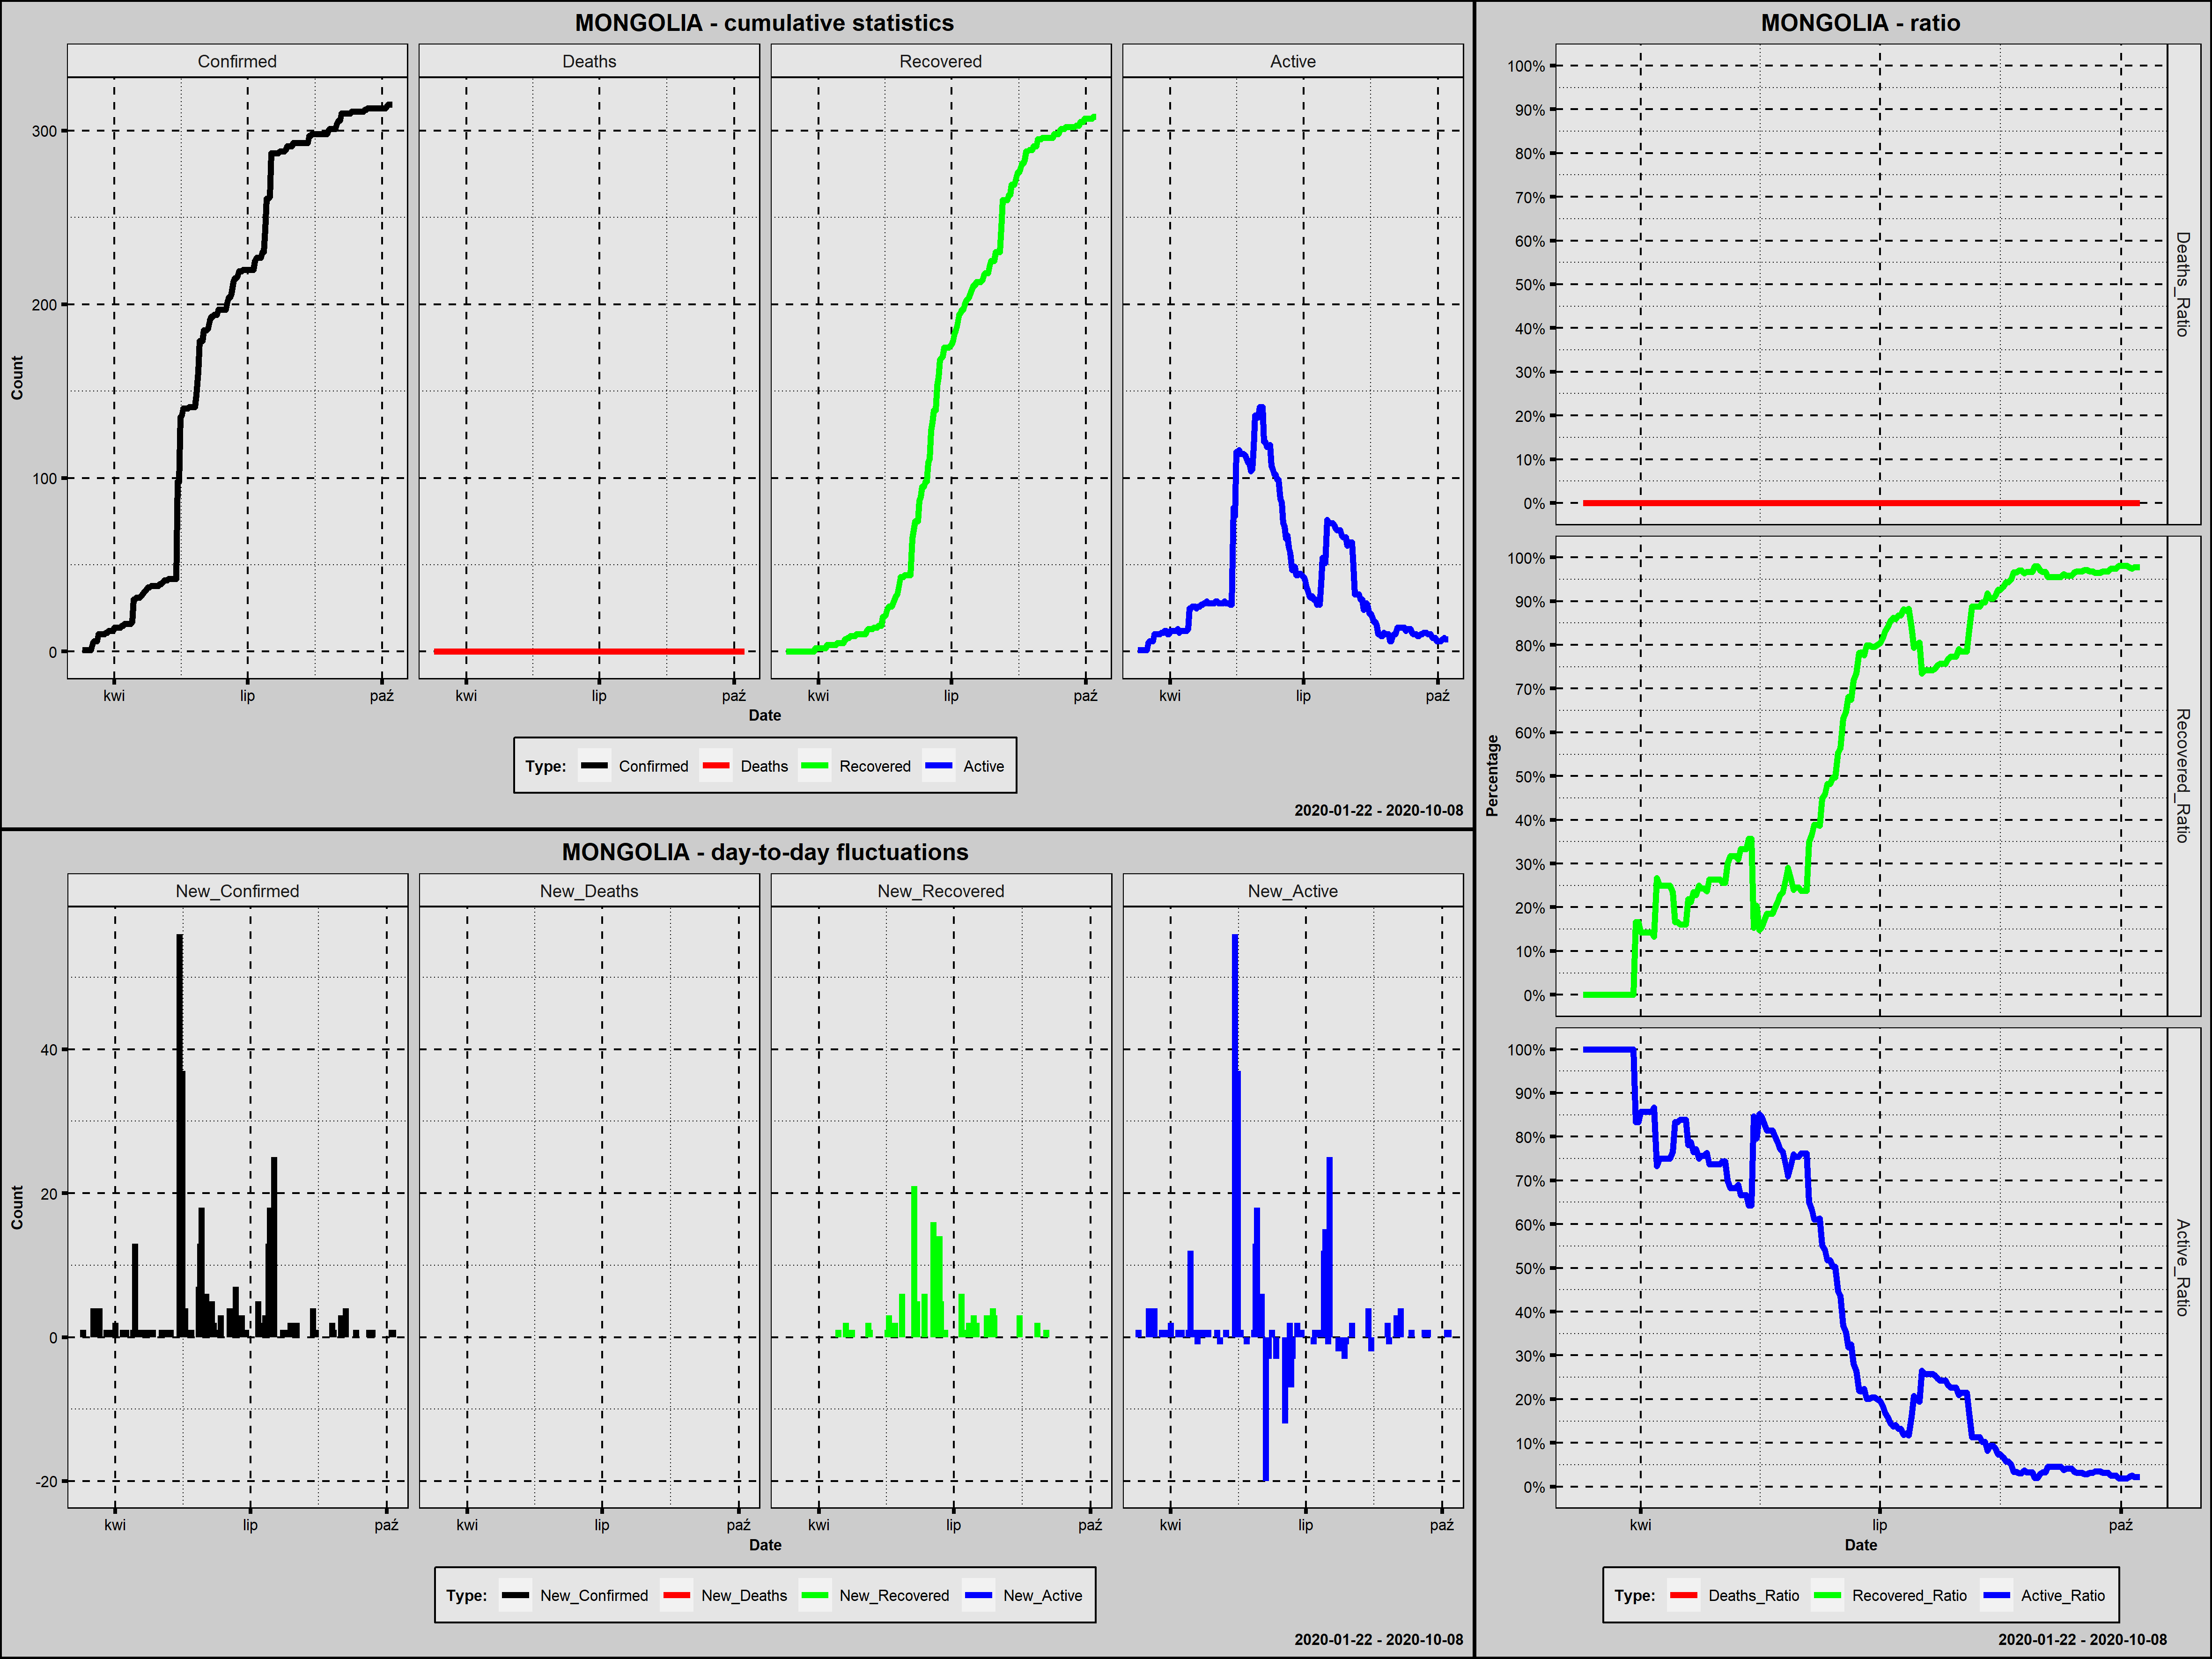 MONGOLIA - cumulative statistics
Confirmed Deaths Recovered Active
Count
300
200
100
0
kwi lip paź kwi lip paź kwi lip paź kwi lip paź
Date
Type: Confirmed Deaths Recovered Active
2020-01-22 - 2020-10-08
MONGOLIA - day-to-day fluctuations
New_Confirmed New_Deaths New_Recovered New_Active
Count
40
20
0
-20
kwi lip paź kwi lip paź kwi lip paź kwi lip paź
Date
Type: New_Confirmed New_Deaths New_Recovered New_Active
2020-01-22 - 2020-10-08
MONGOLIA - ratio
Percentage
100%
90%
80%
70%
60%
50%
40%
30%
20%
10%
0%
Deaths_Ratio
100%
90%
80%
70%
60%
50%
40%
30%
20%
10%
0%
Recovered_Ratio
100%
90%
80%
70%
60%
50%
40%
30%
20%
10%
0%
Active_Ratio
kwi lip paź
Date
Type: Deaths_Ratio Recovered_Ratio Active_Ratio
2020-01-22 - 2020-10-08